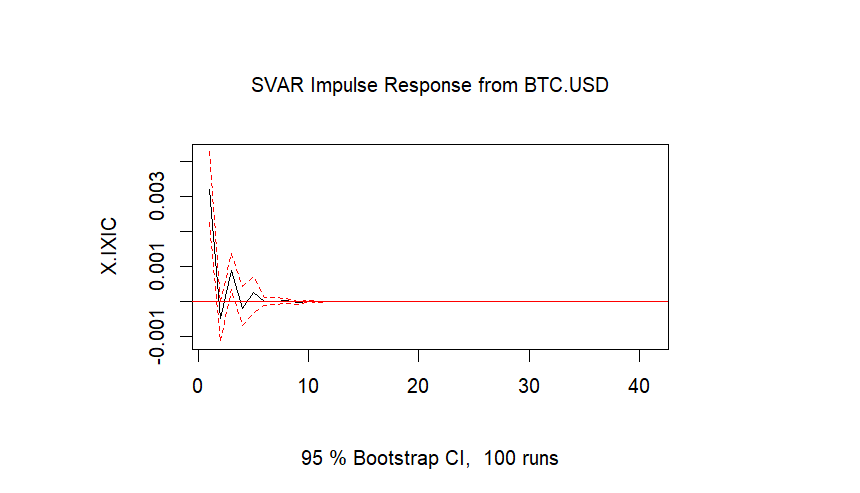 SVAR Impulse Response from BTC.USD
X.IXIC
0.003
0.001
-0.001
0 10 20 30 40
95 % Bootstrap CI, 100 runs